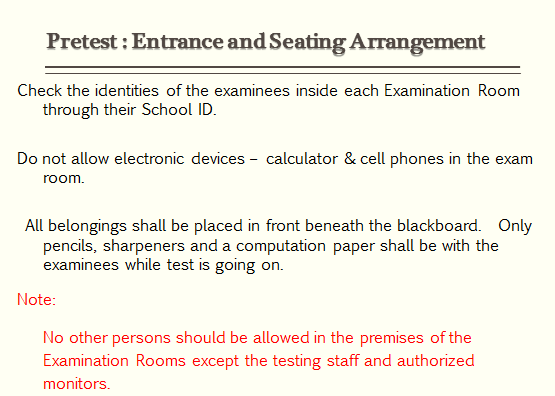 Pretest : Entrance and Seating Arrangement
Check the identities of the examinees inside each Examination Room
through their School ID.
Do not allow electronic devices – calculator & cell phones in the exam
room.
All belongings shall be placed in front beneath the blackboard. Only
pencils, sharpeners and a computation paper shall be with the
examinees while test is going on.
Note:
No other persons should be allowed in the premises of the
Examination Rooms except the testing staff and authorized
monitors.